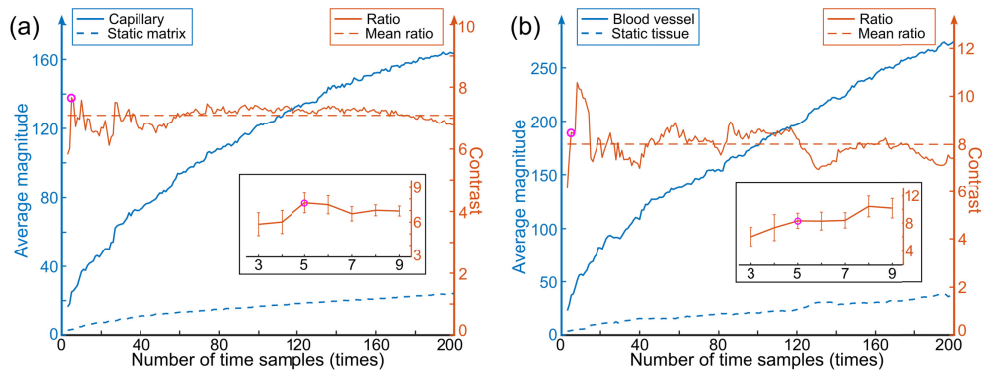 (a)
Capillary
Static matrix
Ratio
Mean ratio
10
8
6
4
2
0
Contrast
160
120
80
40
0
Average magnitude
9
6
3
3 5 7 9
0 40 80 120 160 200
Number of time samples (times)
(b)
Blood vessel
Static tissue
Ratio
Mean ratio
12
10
8
6
4
2
0
Contrast
250
200
150
100
50
0
Average magnitude
12
8
4
3 5 7 9
0 40 80 120 160 200
Number of time samples (times)